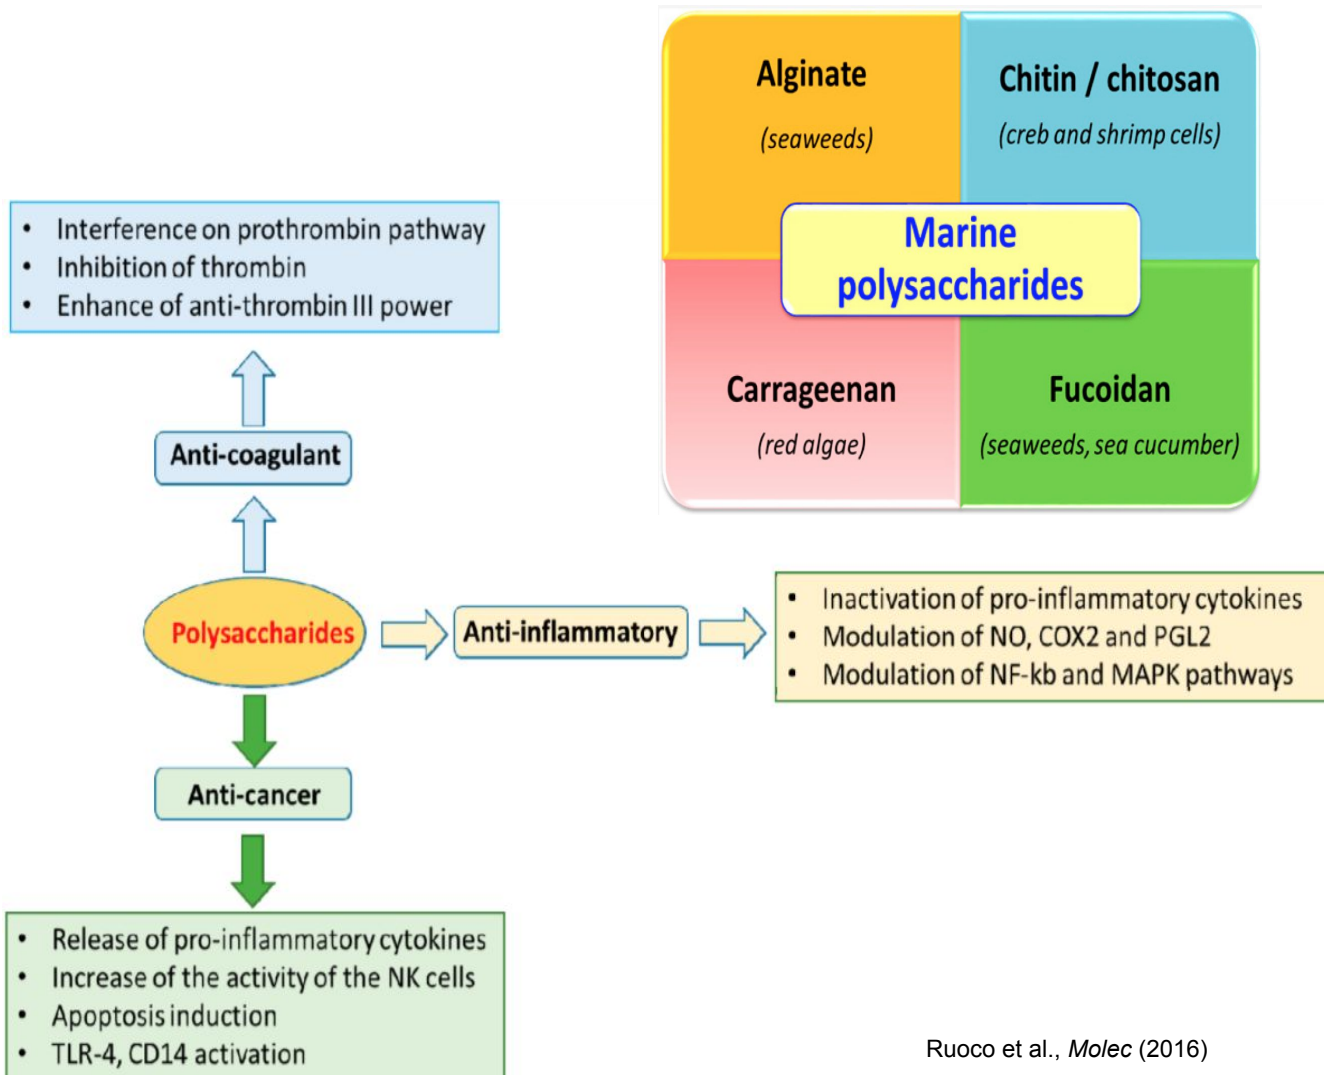 Alginate
(seaweeds)
Chitin / chitosan
(creb and shrimp cells)
Marine
polysaccharides
Carrageenan
(red algae)
Fucoidan
(seaweeds, sea cucumber)
• Interference on prothrombin pathway
• Inhibition of thrombin
• Enhance of anti-thrombin III power
Anti-coagulant
Polysaccharides
Anti-inflammatory
• Inactivation of pro-inflammatory cytokines
• Modulation of NO, COX2 and PGL2
• Modulation of NF-kb and MAPK pathways
Anti-cancer
• Release of pro-inflammatory cytokines
• Increase of the activity of the NK cells
• Apoptosis induction
• TLR-4, CD14 activation
Ruoco et al., Molec (2016)